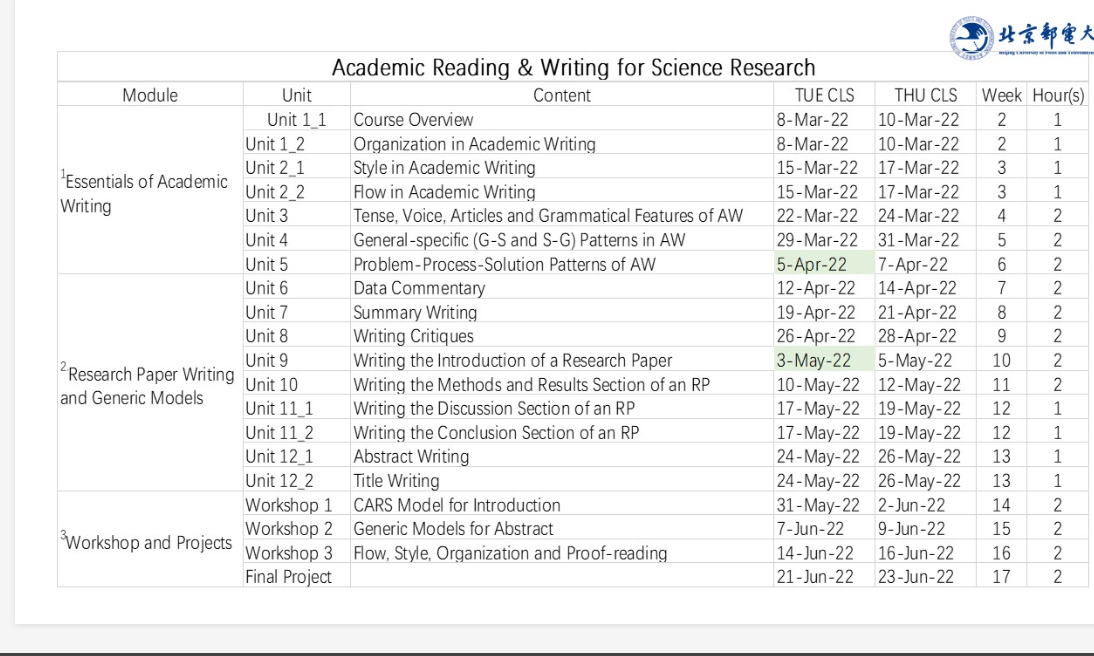 北京郵電大
Academic Reading & Writing for Science Research
Module Unit Content TUE CLS THU CLS Week Hour(s)
1Essentials of Academic Writing
Unit 1_1 Course Overview 8-Mar-22 10-Mar-22 2 1
Unit 1_2 Organization in Academic Writing 8-Mar-22 10-Mar-22 2 1
Unit 2_1 Style in Academic Writing 15-Mar-22 17-Mar-22 3 1
Unit 2_2 Flow in Academic Writing 15-Mar-22 17-Mar-22 3 1
Unit 3 Tense, Voice, Articles and Grammatical Features of AW 22-Mar-22 24-Mar-22 4 2
Unit 4 General-specific (G-S and S-G) Patterns in AW 29-Mar-22 31-Mar-22 5 2
Unit 5 Problem-Process-Solution Patterns of AW 5-Apr-22 7-Apr-22 6 2
2Research Paper Writing and Generic Models
Unit 6 Data Commentary 12-Apr-22 14-Apr-22 7 2
Unit 7 Summary Writing 19-Apr-22 21-Apr-22 8 2
Unit 8 Writing Critiques 26-Apr-22 28-Apr-22 9 2
Unit 9 Writing the Introduction of a Research Paper 3-May-22 5-May-22 10 2
Unit 10 Writing the Methods and Results Section of an RP 10-May-22 12-May-22 11 2
Unit 11_1 Writing the Discussion Section of an RP 17-May-22 19-May-22 12 1
Unit 11_2 Writing the Conclusion Section of an RP 17-May-22 19-May-22 12 1
Unit 12_1 Abstract Writing 24-May-22 26-May-22 13 1
Unit 12_2 Title Writing 24-May-22 26-May-22 13 1
3Workshop and Projects
Workshop 1 CARS Model for Introduction 31-May-22 2-Jun-22 14 2
Workshop 2 Generic Models for Abstract 7-Jun-22 9-Jun-22 15 2
Workshop 3 Flow, Style, Organization and Proof-reading 14-Jun-22 16-Jun-22 16 2
Final Project 21-Jun-22 23-Jun-22 17 2